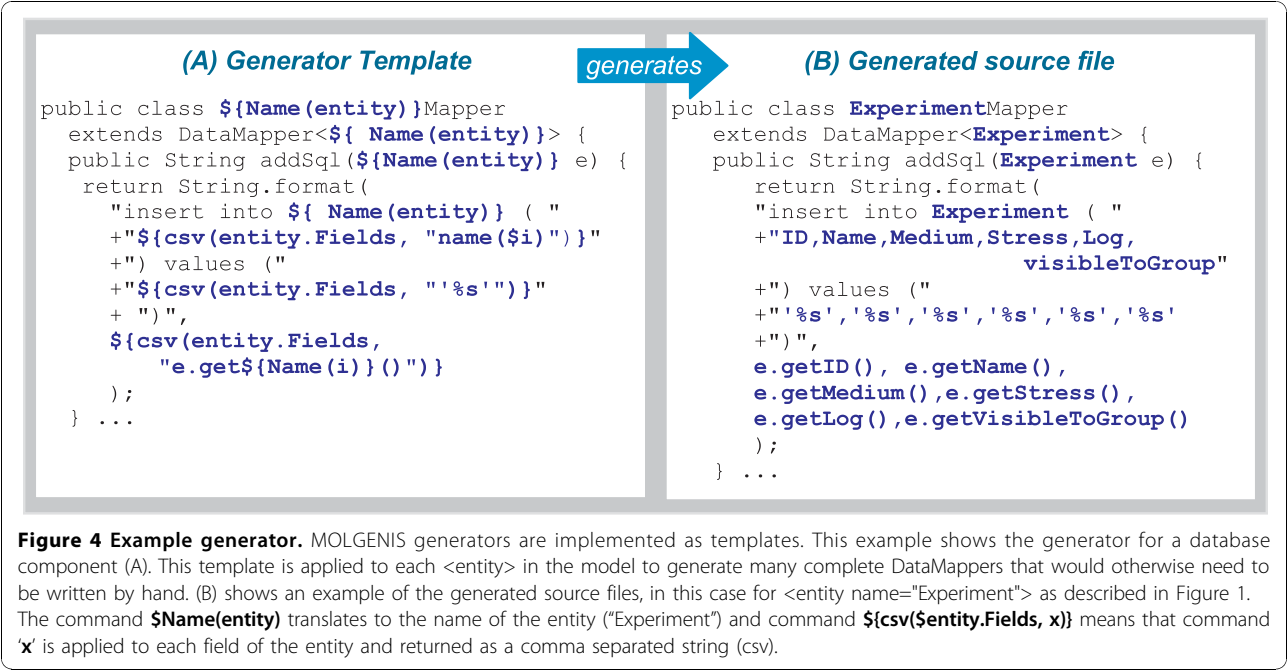 (A) Generator Template
public class ${Name(entity)}Mapper
extends DataMapper<${ Name(entity)}> {
public String addSql(${Name(entity)} e) {
return String.format(
"insert into ${ Name(entity)} ( "
+"${csv(entity.Fields, "name($i)")}"
+") values ("
+"${csv(entity.Fields, "'%s'")}"
+ ")",
${csv(entity.Fields,
"e.get${Name(i)}()")}
);
} ...
generates
(B) Generated source file
public class ExperimentMapper
extends DataMapper<Experiment> {
public String addSql(Experiment e) {
return String.format(
"insert into Experiment ( "
+"ID,Name,Medium,Stress,Log,
visibleToGroup"
+") values ("
+"'%s','%s','%s','%s','%s','%s'
+")",
e.getID(), e.getName(),
e.getMedium(),e.getStress(),
e.getLog(),e.getVisibleToGroup()
);
} ...
Figure 4 Example generator. MOLGENIS generators are implemented as templates. This example shows the generator for a database
component (A). This template is applied to each <entity> in the model to generate many complete DataMappers that would otherwise need to
be written by hand. (B) shows an example of the generated source files, in this case for <entity name="Experiment"> as described in Figure 1.
The command $Name(entity) translates to the name of the entity (“Experiment”) and command ${csv($entity.Fields, x)} means that command
‘x’ is applied to each field of the entity and returned as a comma separated string (csv).